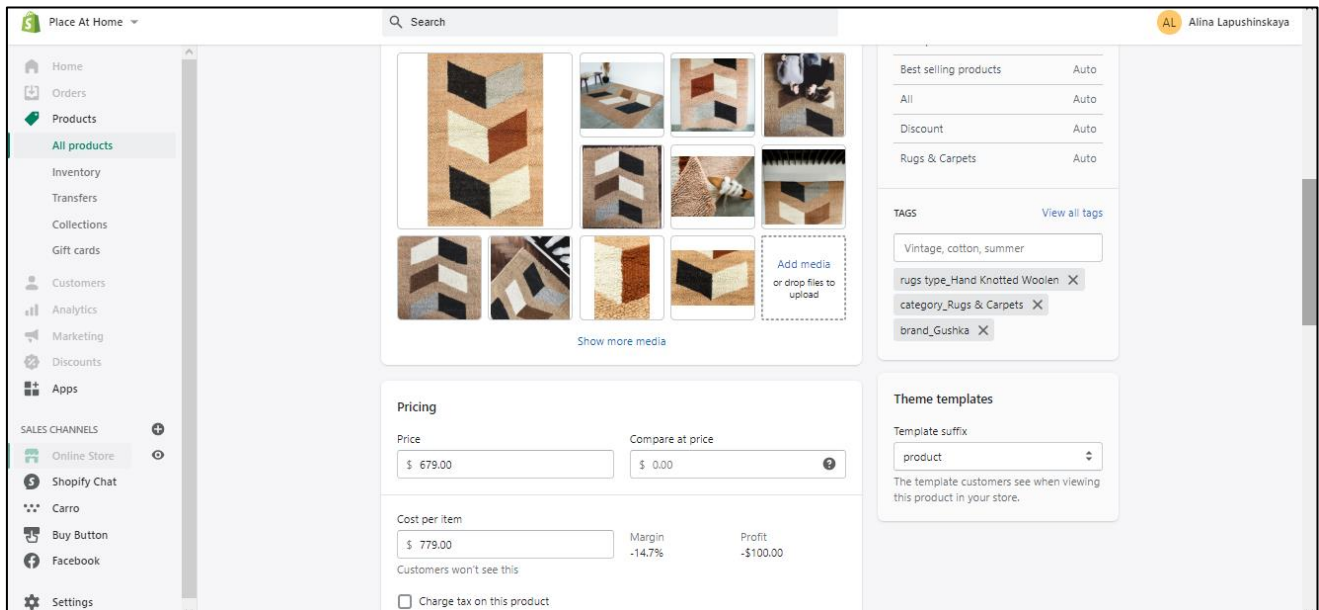 Place At Home
Search
AL Alina Lapushinskaya
Home
Orders
Products
All products
Inventory
Transfers
Collections
Gift cards
Customers
Analytics
Marketing
Discounts
Apps
SALES CHANNELS
Online Store
Shopify Chat
Carro
Buy Button
Facebook
Settings
Add media
or drop files to
upload
Show more media
Pricing
Price
Compare at price
$ 679.00
$ 0.00
Cost per item
$ 779.00
Margin
-14.7%
Profit
-$100.00
Customers won't see this
Charge tax on this product
Best selling products Auto
All Auto
Discount Auto
Rugs & Carpets Auto
TAGS View all tags
Vintage, cotton, summer
rugs type_Hand Knotted Woolen
category_Rugs & Carpets
brand_Gushka
Theme templates
Template suffix
product
The template customers see when viewing
this product in your store.